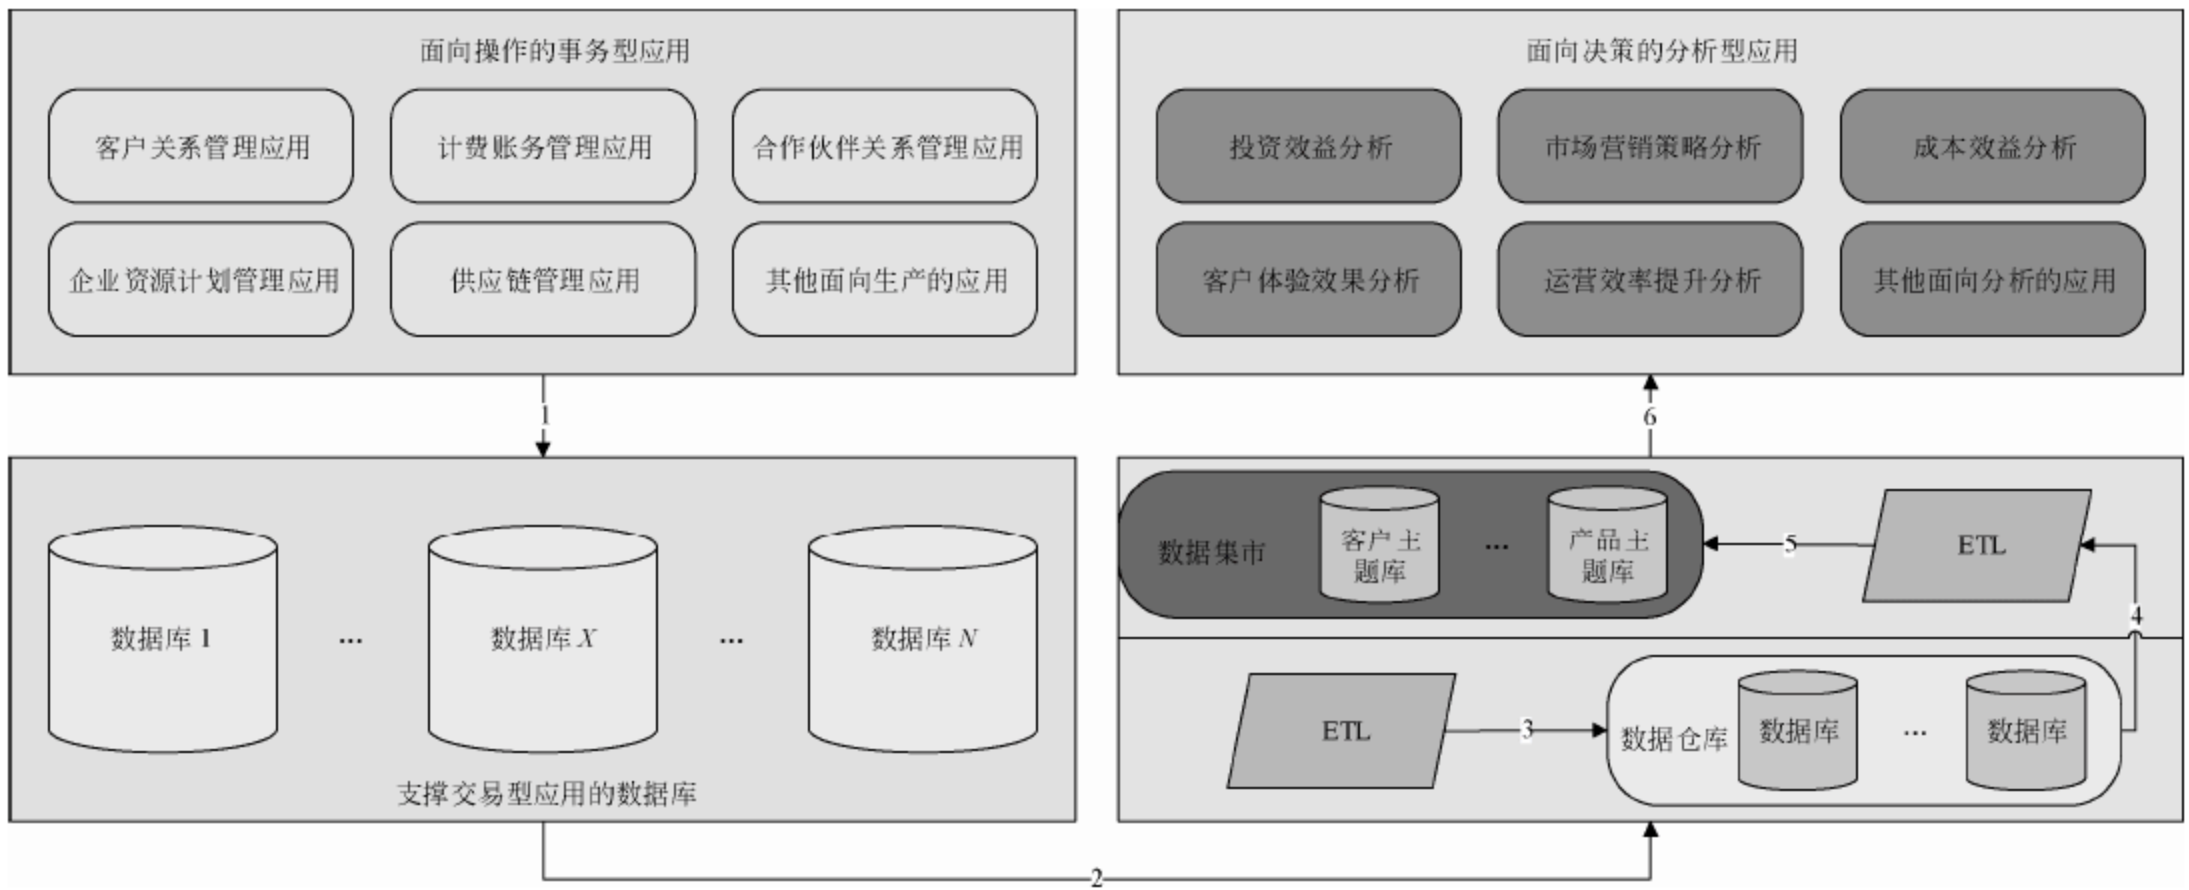 面向操作的事务型应用
客户关系管理应用
计费账务管理应用
合作伙伴关系管理应用
企业资源计划管理应用
供应链管理应用
其他面向生产的应用
面向决策的分析型应用
投资效益分析
市场营销策略分析
成本效益分析
客户体验效果分析
运营效率提升分析
其他面向分析的应用
1
6
数据库 1
...
数据库 X
...
数据库 N
支撑交易型应用的数据库
数据集市
客户主
题库
...
产品主
题库
5
ETL
4
ETL
3
数据仓库
数据库
...
数据库
2